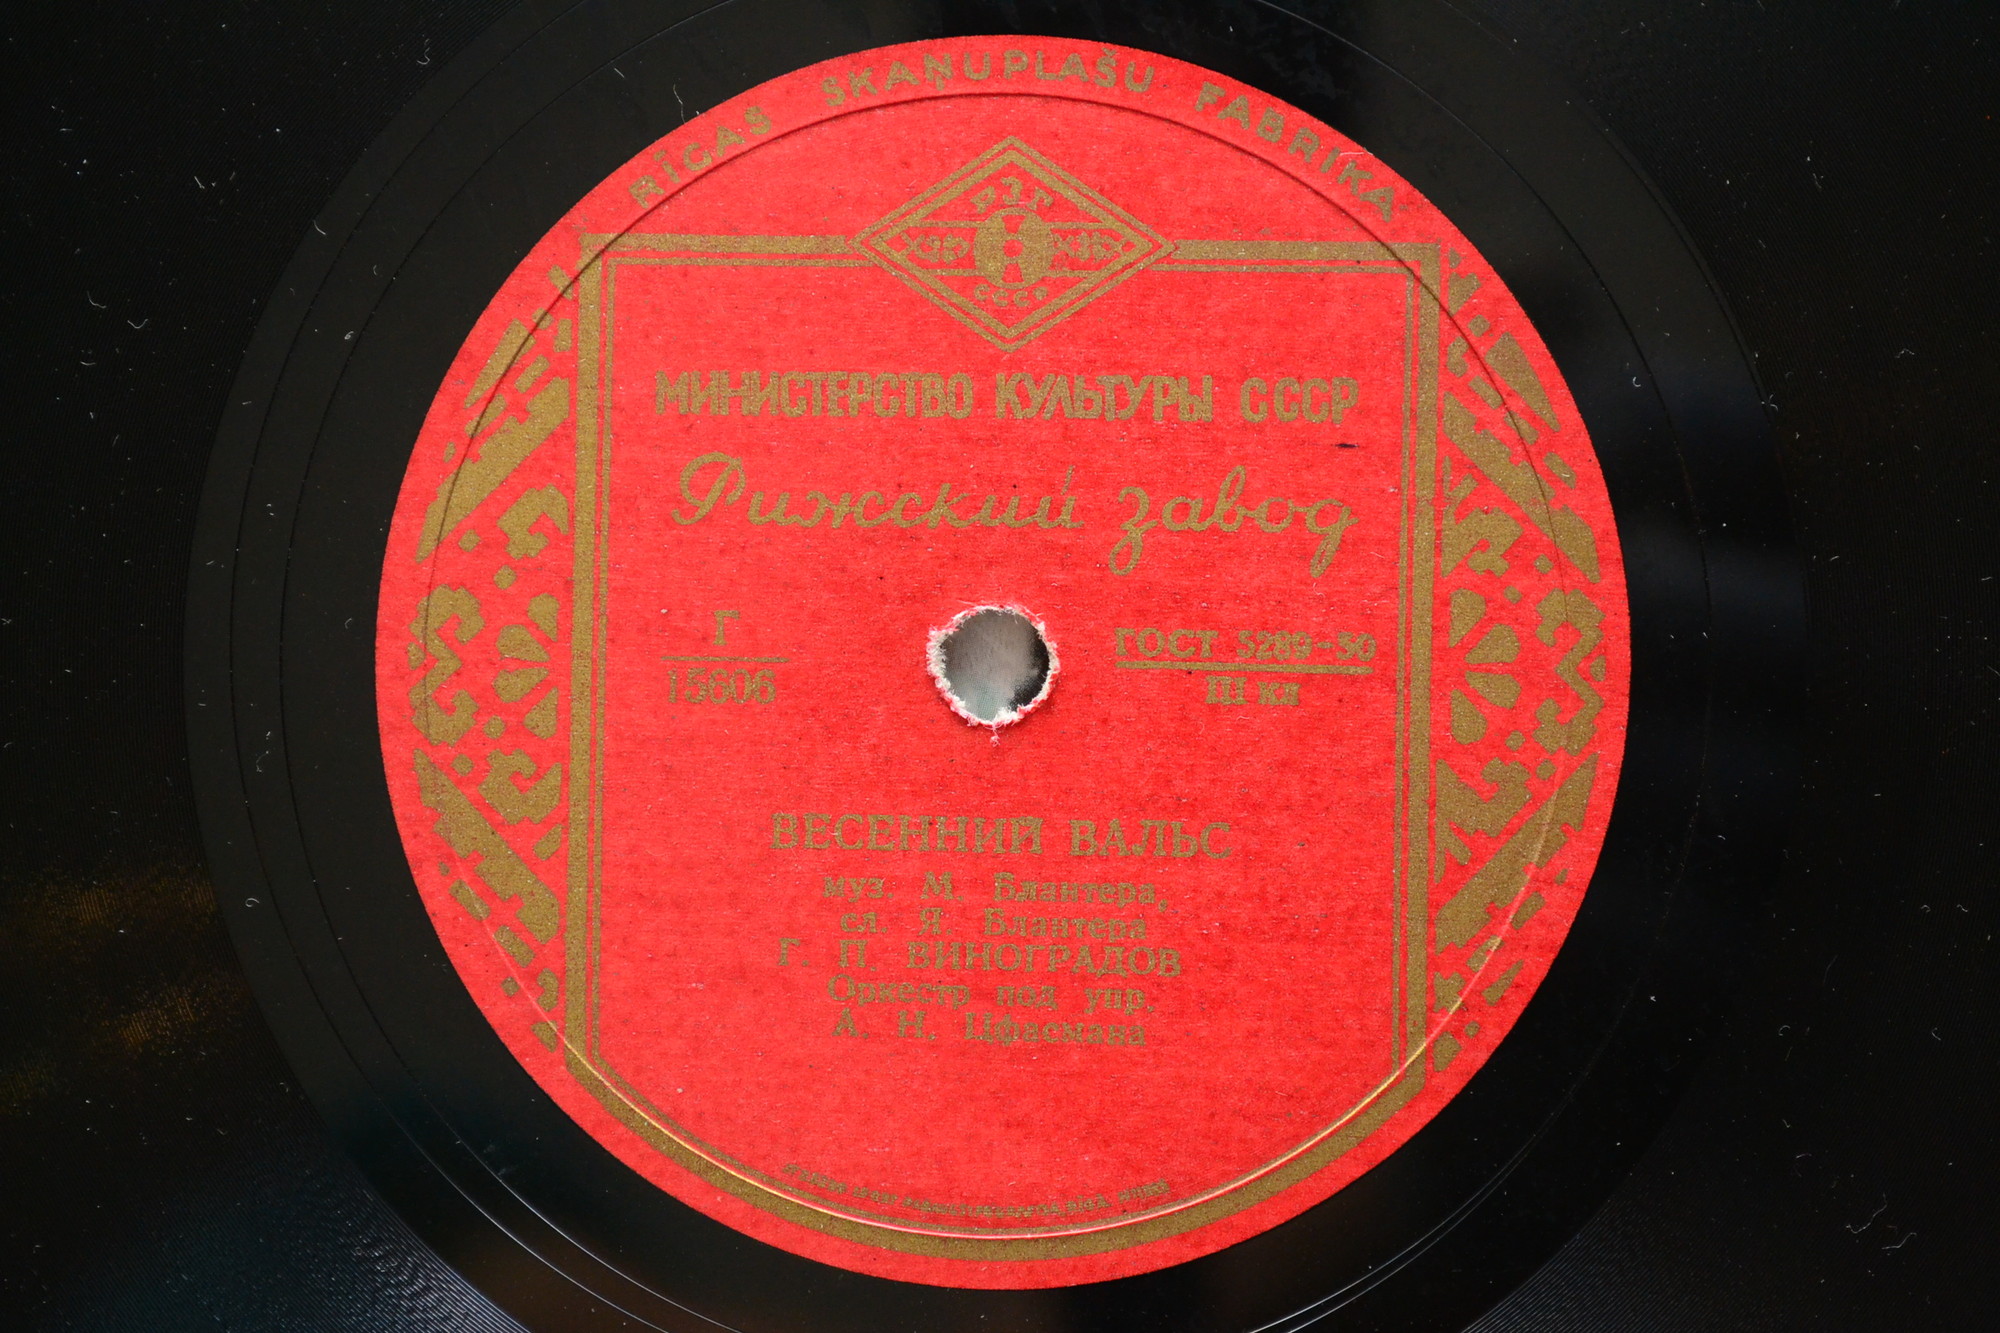 RĪGAS SKAŅUPLAŠU FABRIKA
РЗГ
СССР
МИНИСТЕРСТВО КУЛЬТУРЫ СССР
Рижский завод
Г
15606
ГОСТ 5289-50
III кл
ВЕСЕННИЙ ВАЛЬС
муз. М. Блантера,
сл. Я. Блантера
Г. П. ВИНОГРАДОВ
Оркестр под упр.
А. Н. Цфасмана